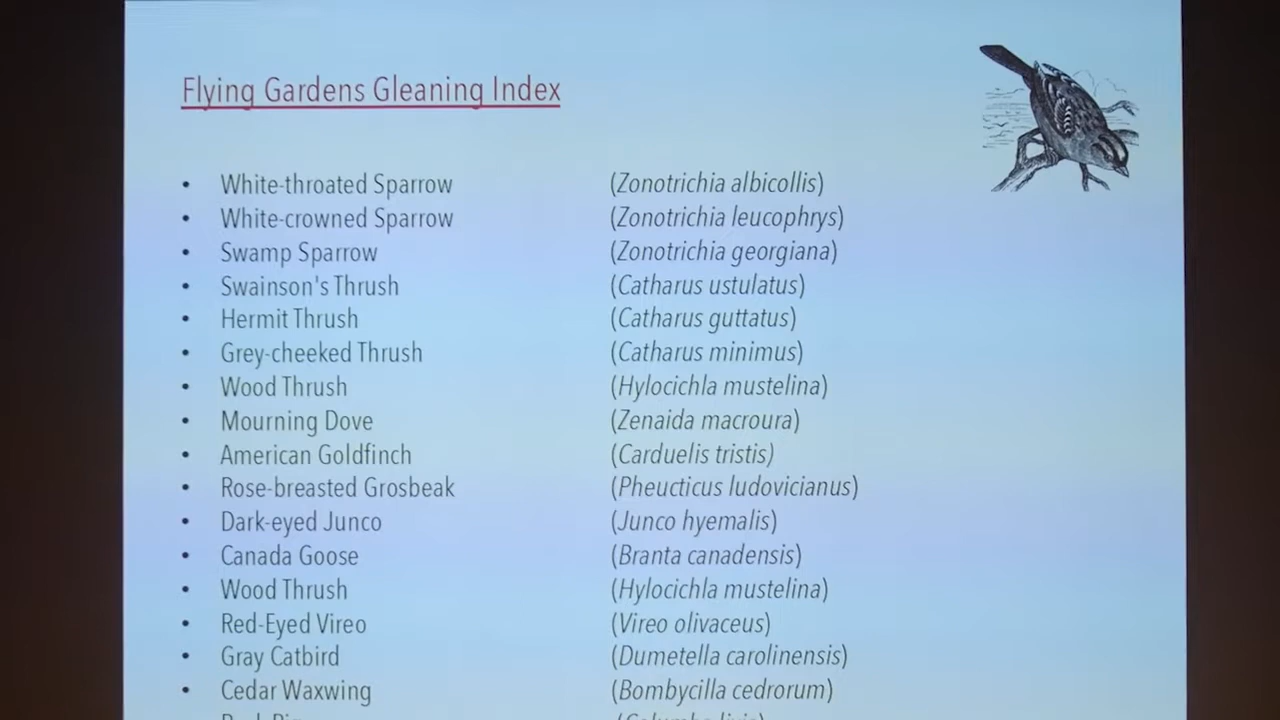 Flying Gardens Gleaning Index
• White-throated Sparrow (Zonotrichia albicollis)
• White-crowned Sparrow (Zonotrichia leucophrys)
• Swamp Sparrow (Zonotrichia georgiana)
• Swainson's Thrush (Catharus ustulatus)
• Hermit Thrush (Catharus guttatus)
• Grey-cheeked Thrush (Catharus minimus)
• Wood Thrush (Hylocichla mustelina)
• Mourning Dove (Zenaida macroura)
• American Goldfinch (Carduelis tristis)
• Rose-breasted Grosbeak (Pheucticus ludovicianus)
• Dark-eyed Junco (Junco hyemalis)
• Canada Goose (Branta canadensis)
• Wood Thrush (Hylocichla mustelina)
• Red-Eyed Vireo (Vireo olivaceus)
• Gray Catbird (Dumetella carolinensis)
• Cedar Waxwing (Bombycilla cedrorum)